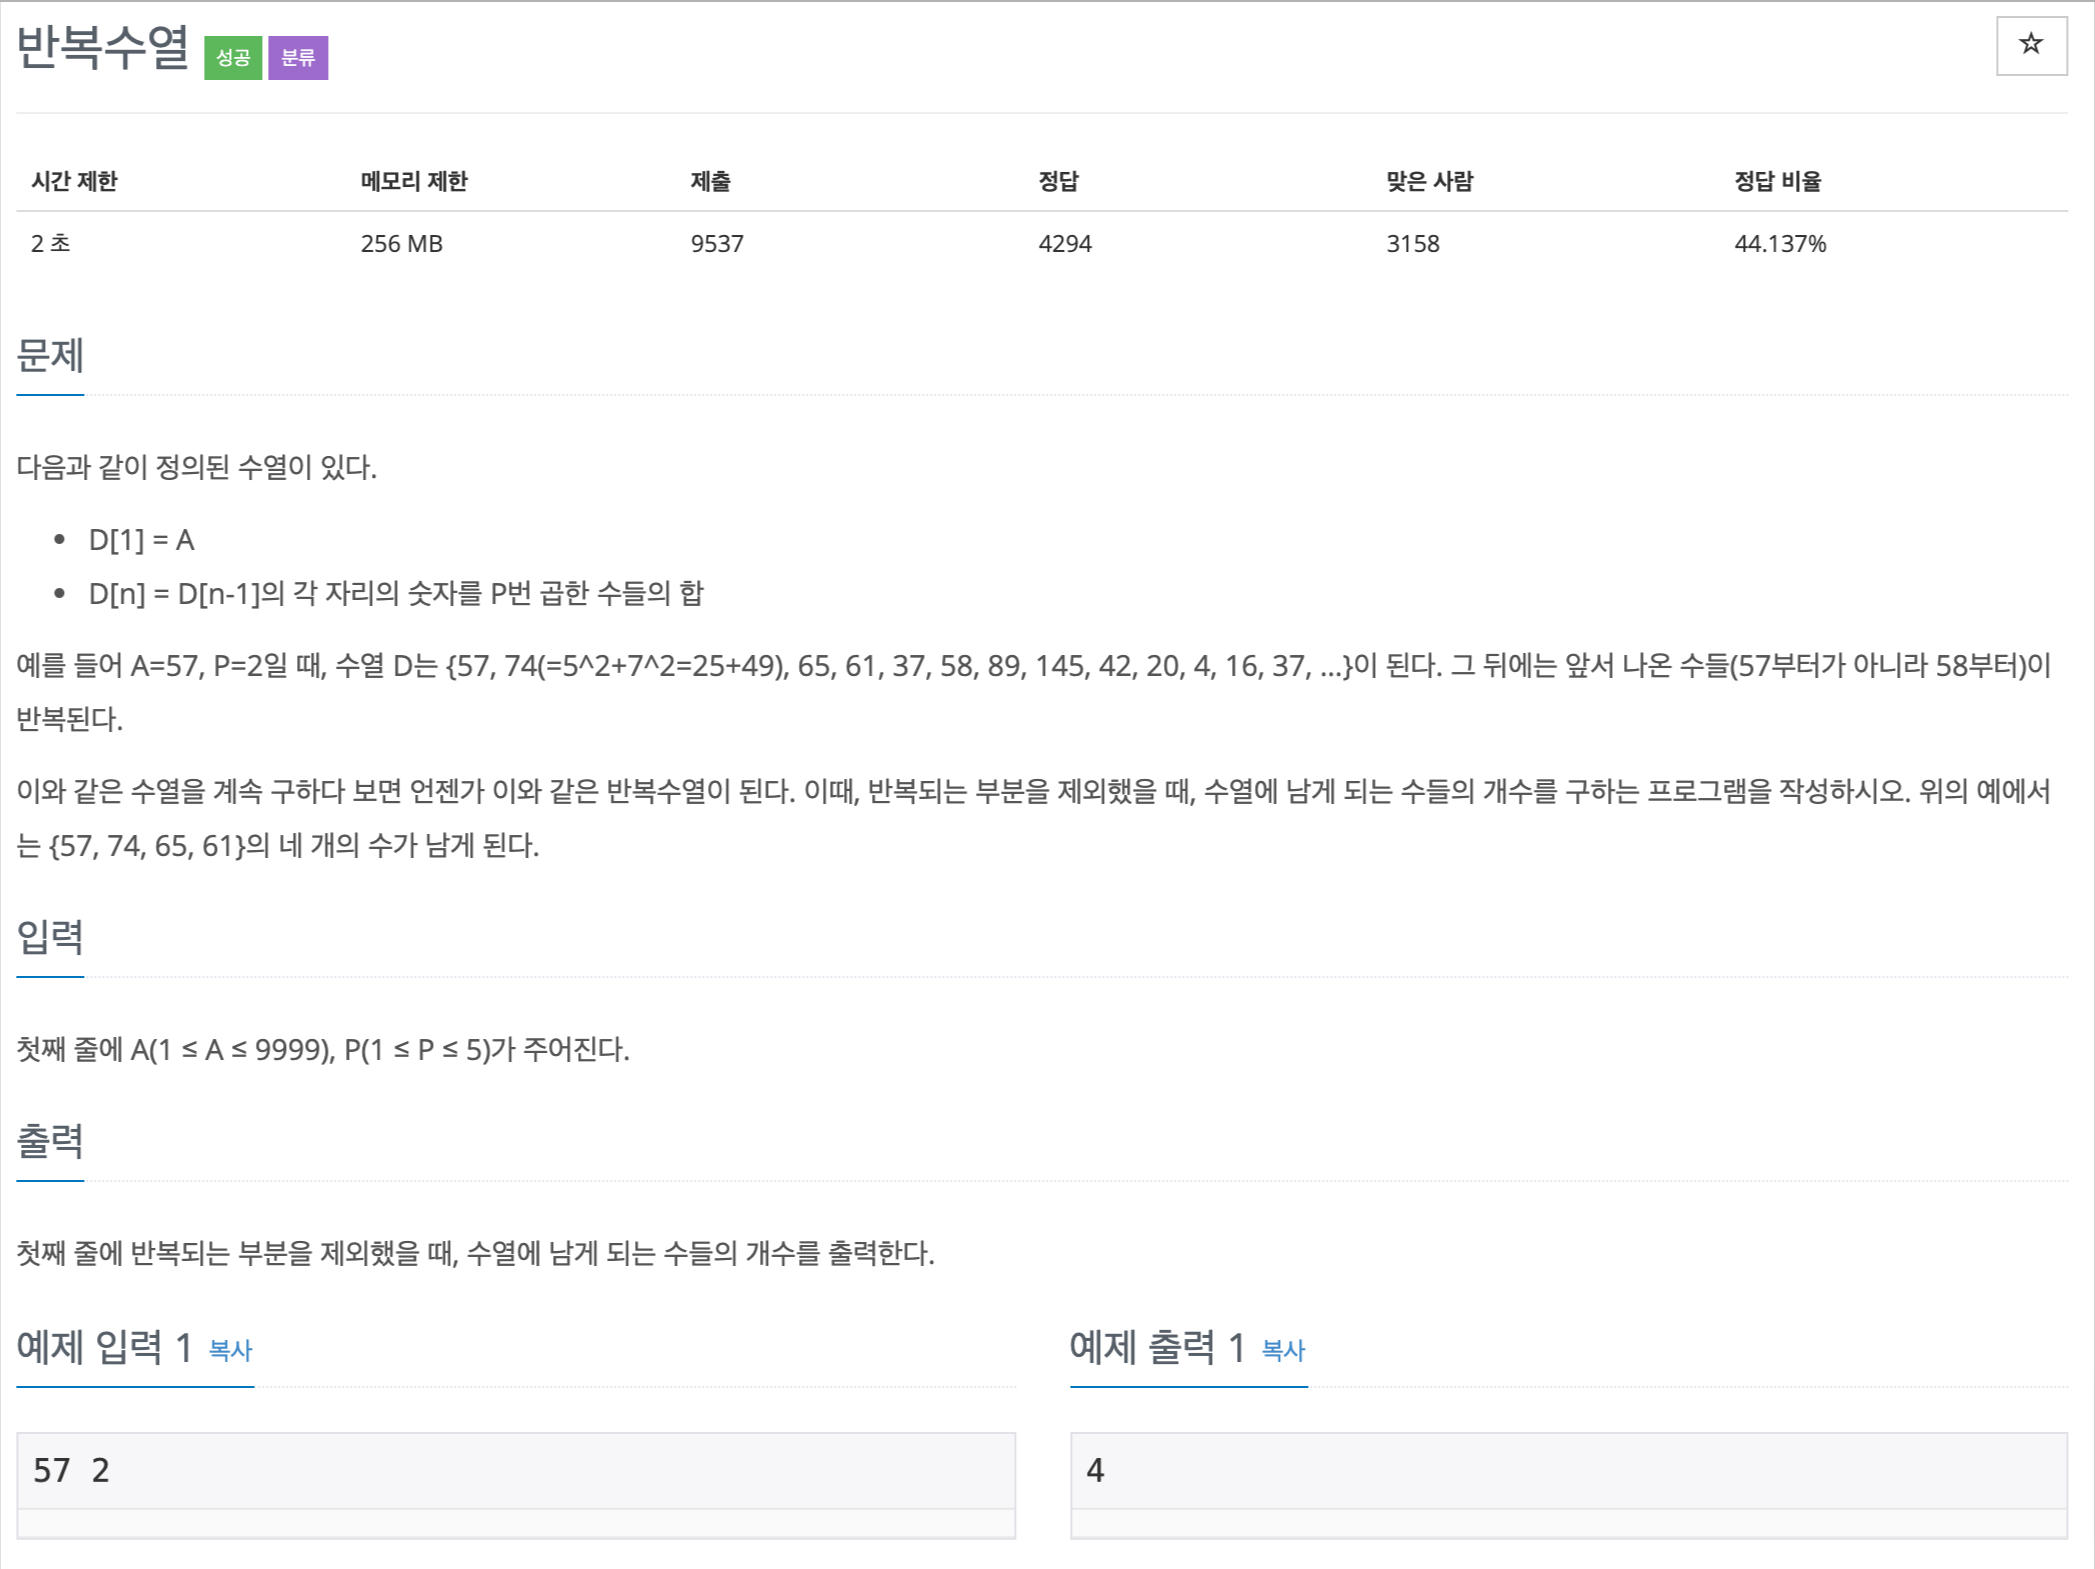 반복수열 성공 분류
☆
시간 제한 메모리 제한 제출 정답 맞은 사람 정답 비율
2 초 256 MB 9537 4294 3158 44.137%
문제
다음과 같이 정의된 수열이 있다.
• D[1] = A
• D[n] = D[n-1]의 각 자리의 숫자를 P번 곱한 수들의 합
예를 들어 A=57, P=2일 때, 수열 D는 {57, 74(=5^2+7^2=25+49), 65, 61, 37, 58, 89, 145, 42, 20, 4, 16, 37, …}이 된다. 그 뒤에는 앞서 나온 수들(57부터가 아니라 58부터)이
반복된다.
이와 같은 수열을 계속 구하다 보면 언젠가 이와 같은 반복수열이 된다. 이때, 반복되는 부분을 제외했을 때, 수열에 남게 되는 수들의 개수를 구하는 프로그램을 작성하시오. 위의 예에서
는 {57, 74, 65, 61}의 네 개의 수가 남게 된다.
입력
첫째 줄에 A(1 ≤ A ≤ 9999), P(1 ≤ P ≤ 5)가 주어진다.
출력
첫째 줄에 반복되는 부분을 제외했을 때, 수열에 남게 되는 수들의 개수를 출력한다.
예제 입력 1 복사
57 2
예제 출력 1 복사
4